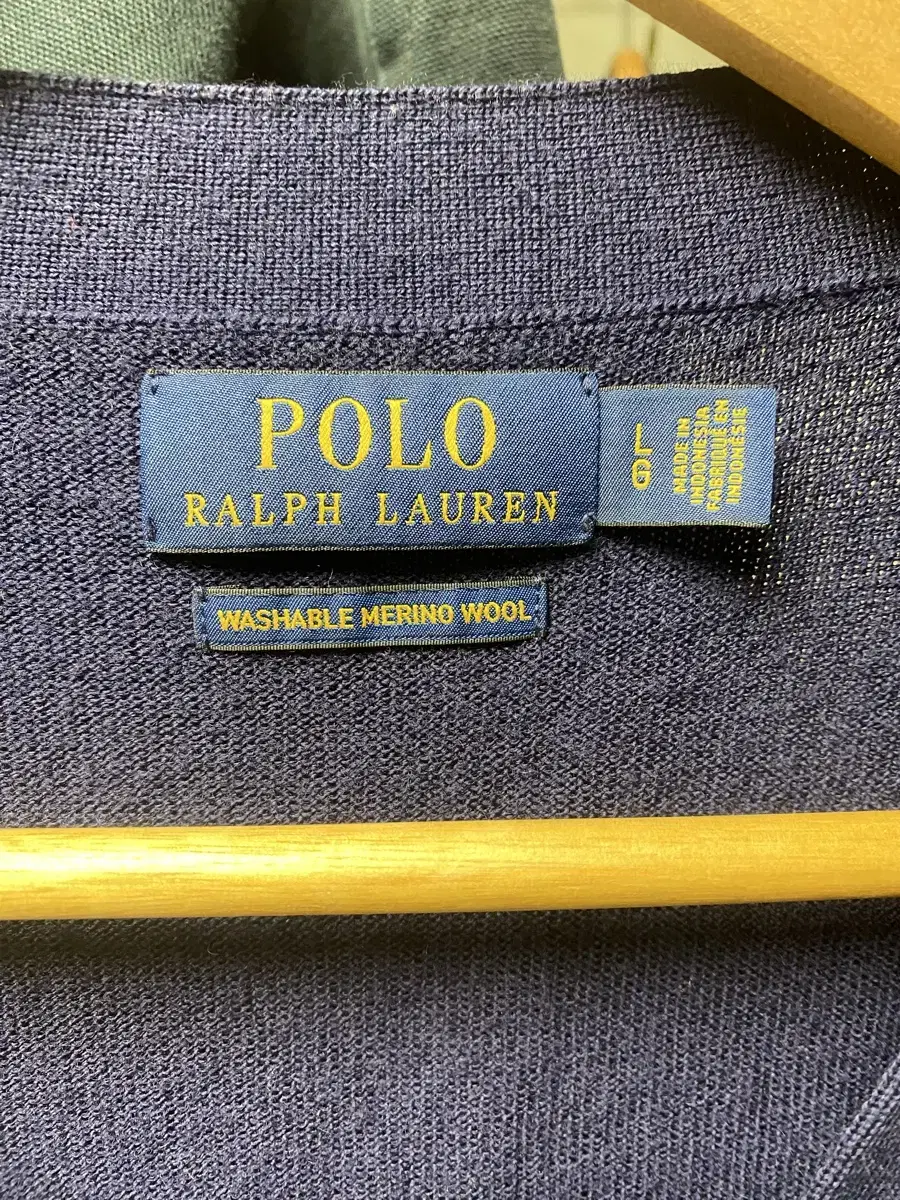 POLO
RALPH LAUREN
G L
MADE IN
INDONESIA
FABRIQUÉ EN
INDONÉSIE
WASHABLE MERINO WOOL